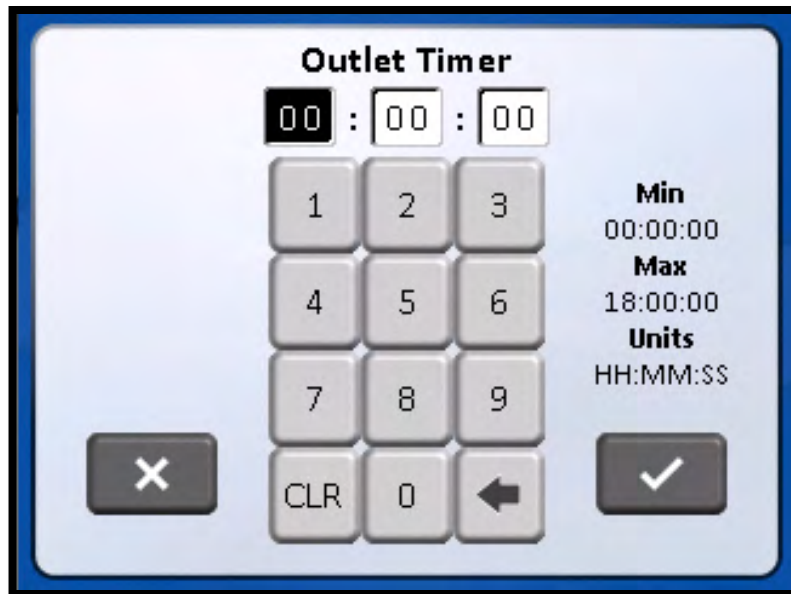 Outlet Timer
00 : 00 : 00
1 2 3
Min
00:00:00
Max
4 5 6
18:00:00
Units
HH:MM:SS
7 8 9
CLR 0